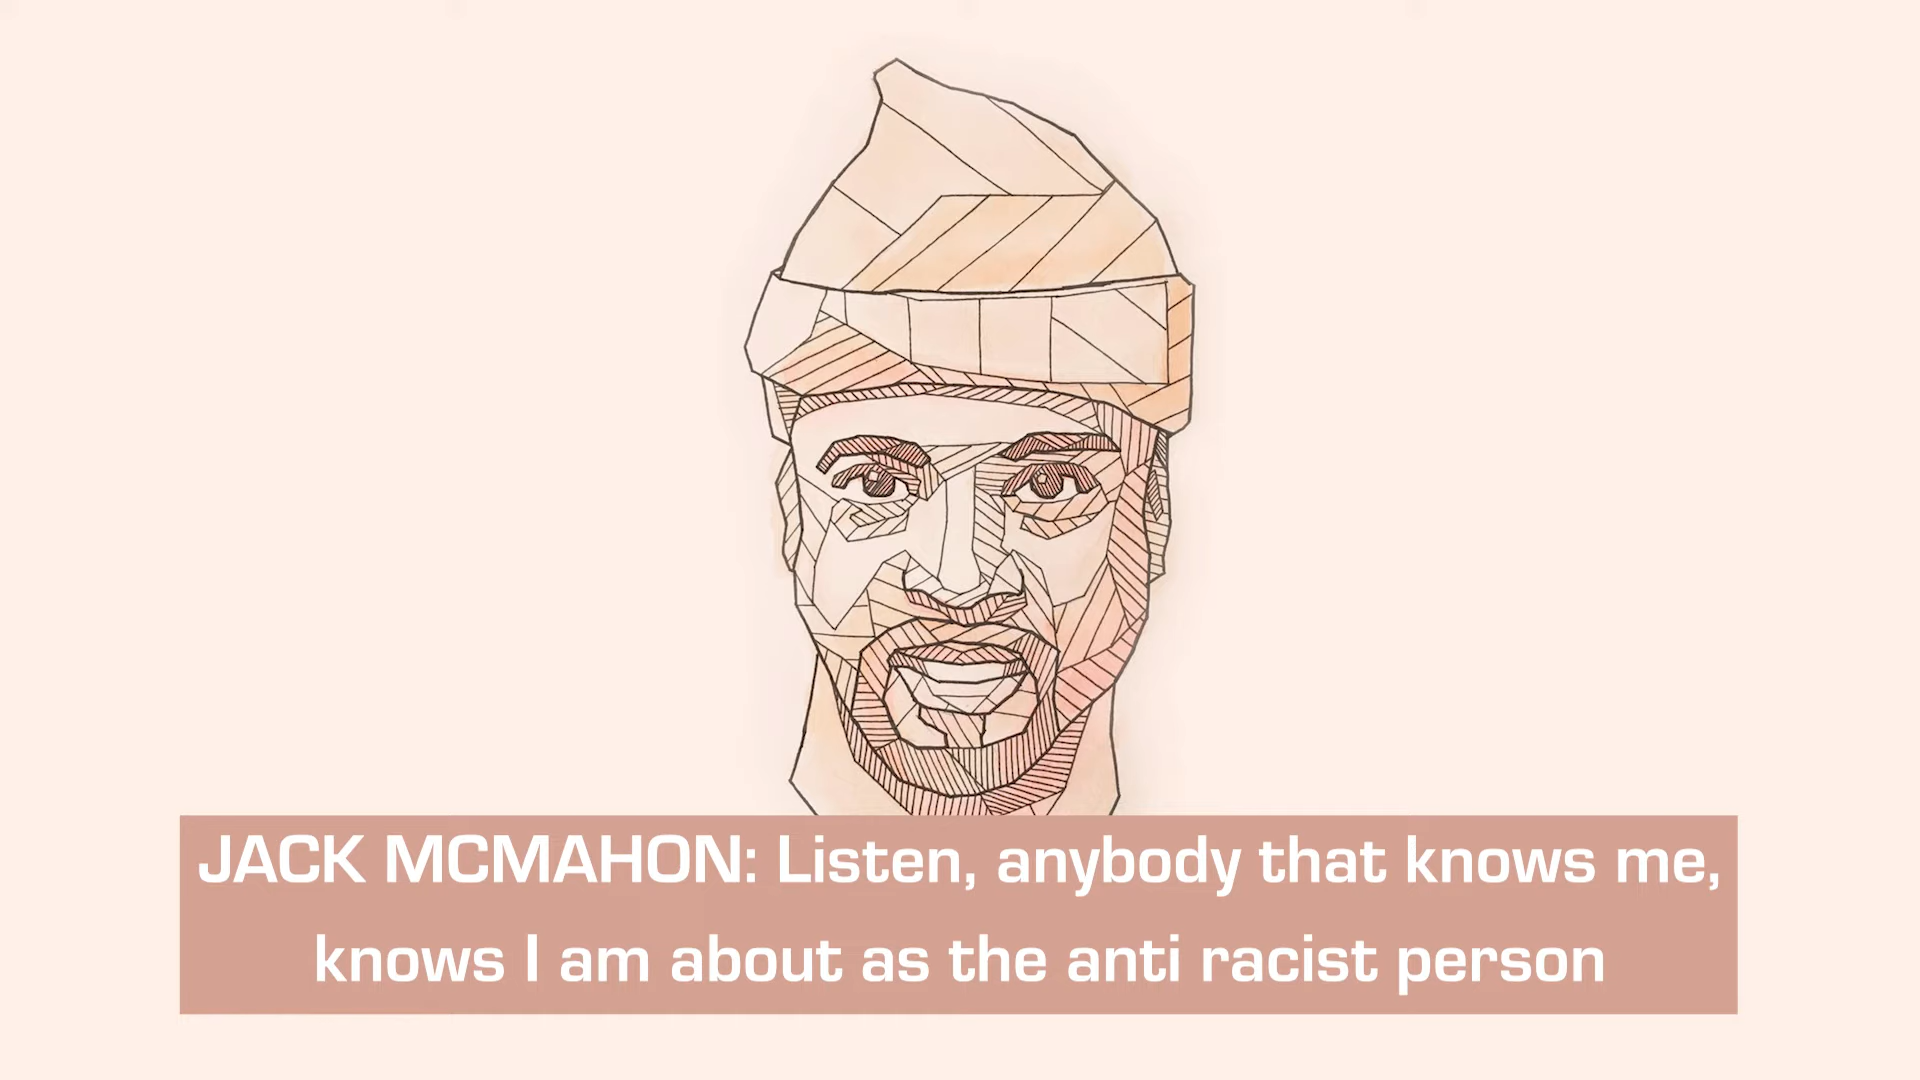 JACK MCMAHON: Listen, anybody that knows me,
knows I am about as the anti racist person